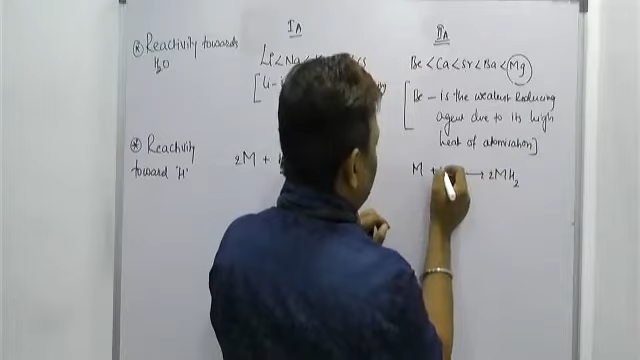 IA
IIA
* Reactivity towards H2O
Li < Na <
Be < Ca < Sr < Ba < Mg
[Li -
[Be - is the weakest reducing
agent due to its high
heat of atomisation]
* Reactivity
toward 'H'
2M +
M + → 2MH2